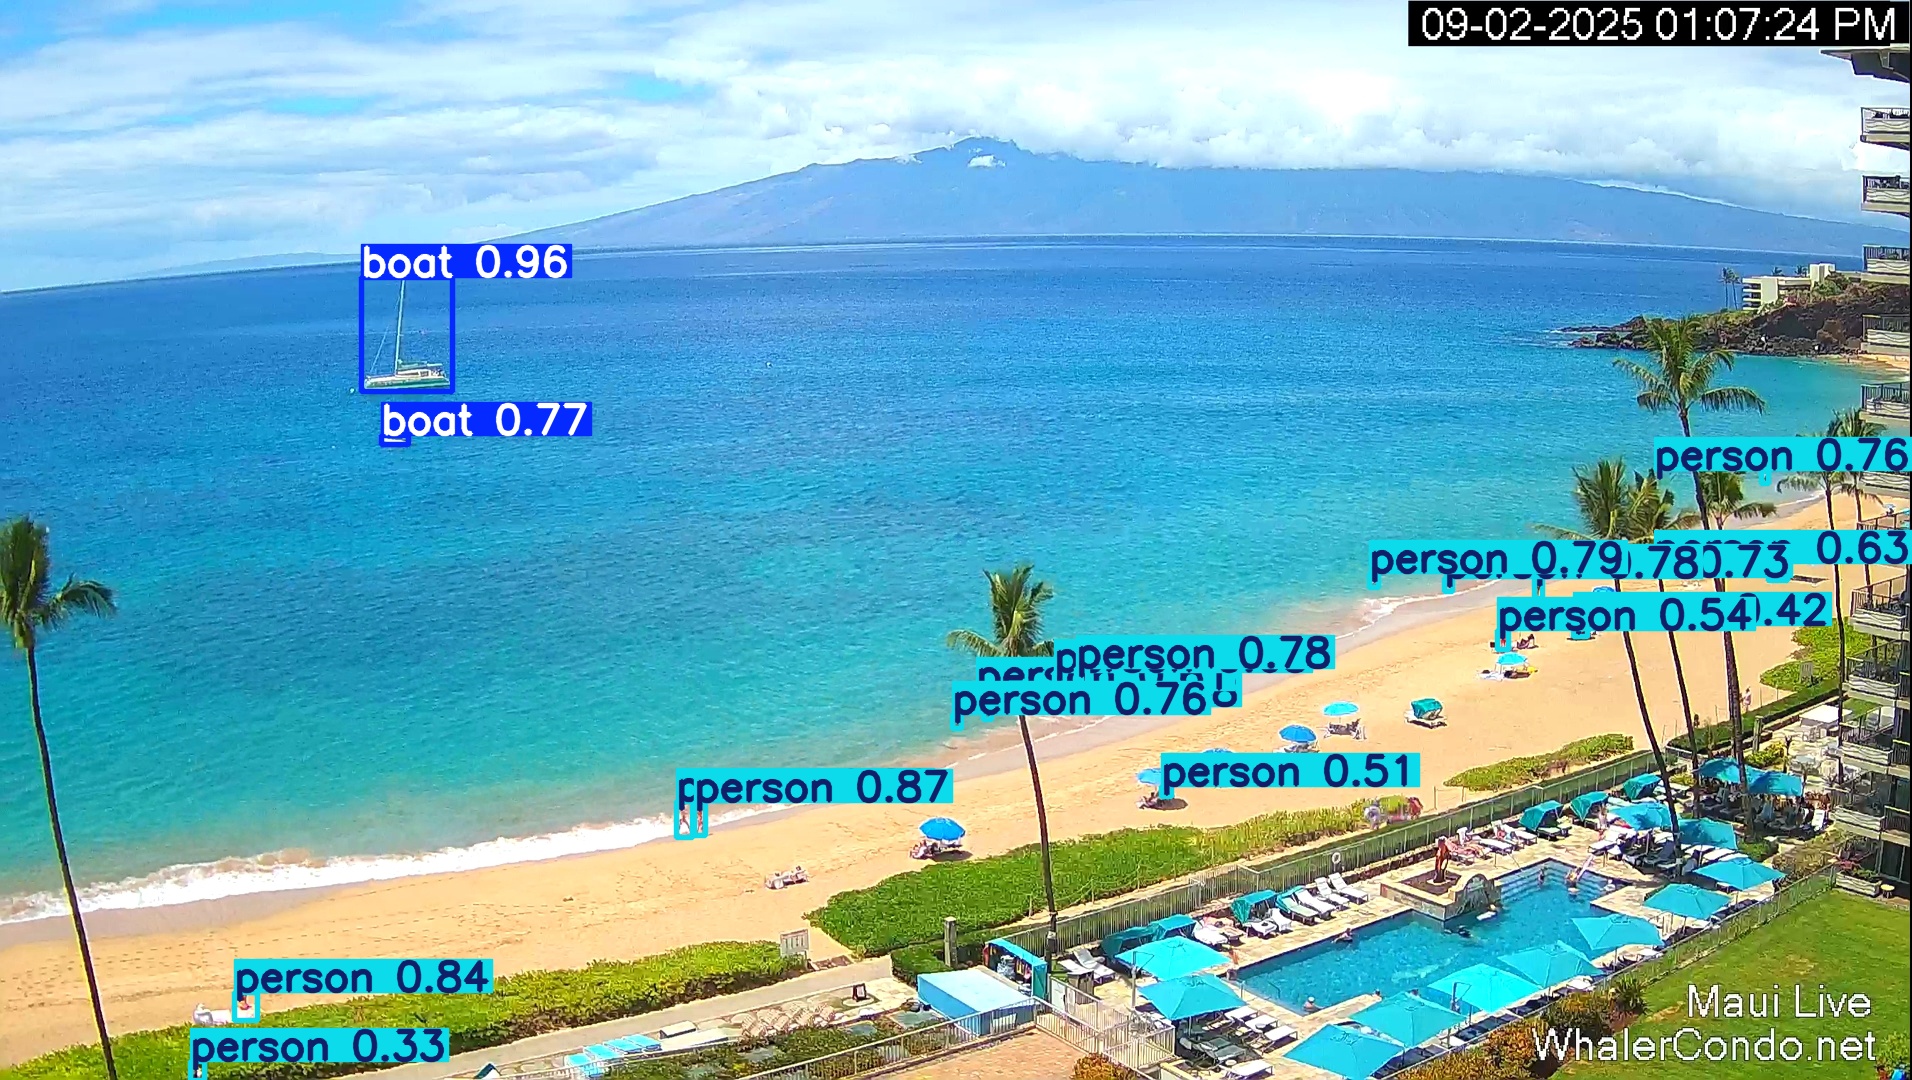 09-02-2025 01:07:24 PM
boat 0.96
boat 0.77
person 0.76
person 0.79
.78
0.73
0.63
person 0.54
.42
person 0.78
person 0.76
person 0.51
person 0.87
person 0.84
person 0.33
Maui Live
WhalerCondo.net